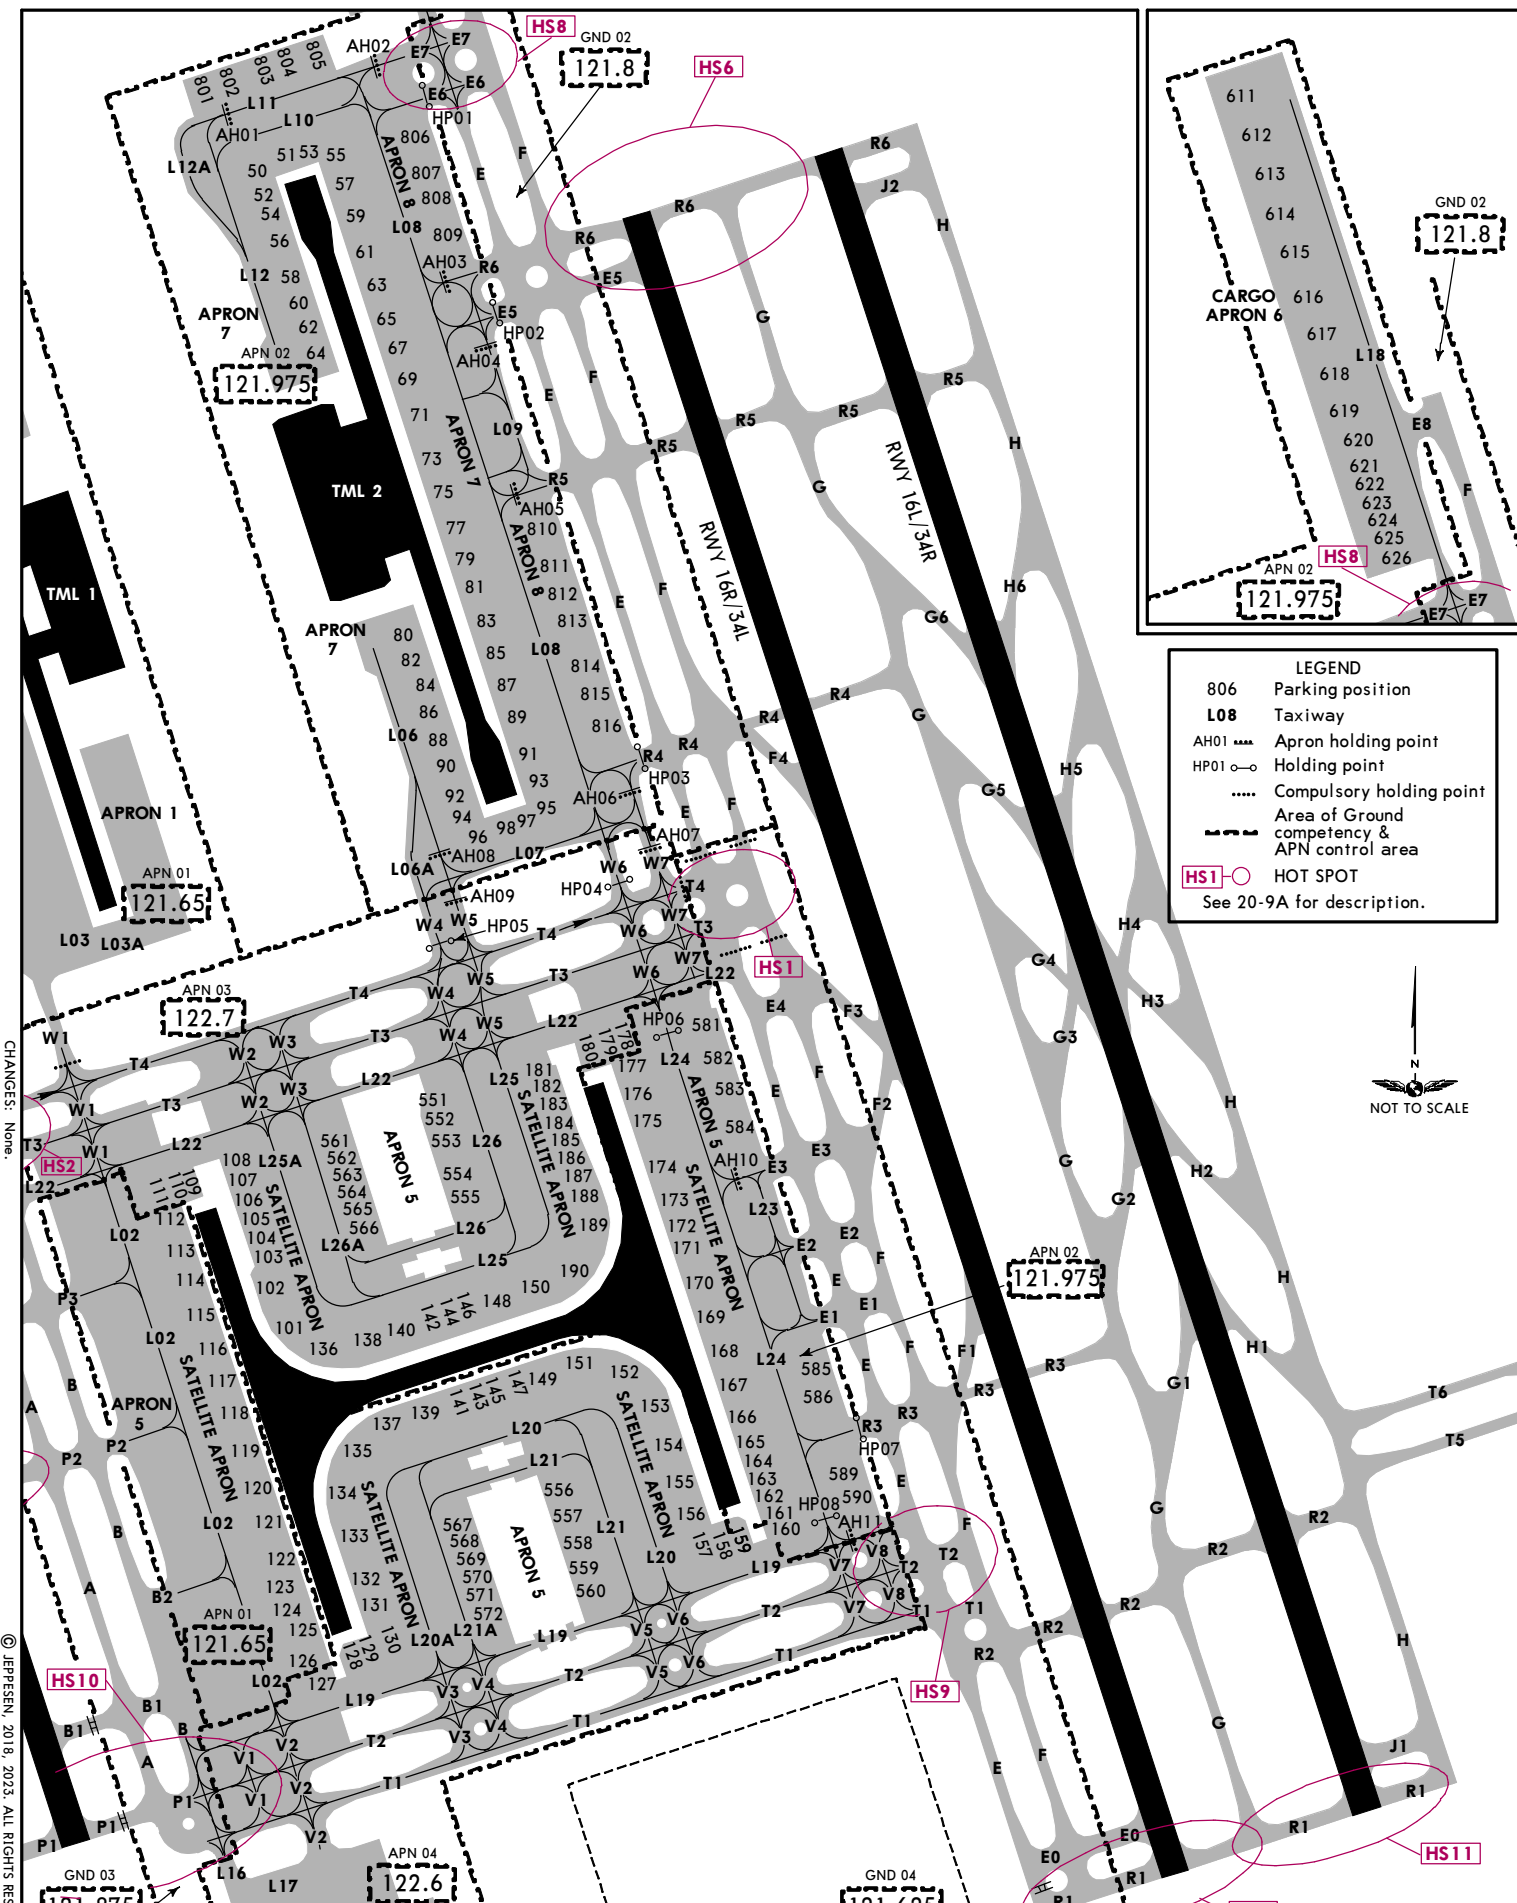 HS8
GND 02
121.8
HS6
E7
E7
AH02
805
804
803
802
801
L11
E6
E6
HP01
AH01
L10
L12A
APRON 8
806
807
808
809
E
F
50
51
53
55
52
54
56
57
59
61
L08
AH03
R6
R6
R6
R6
J2
H
L12
58
60
62
64
63
65
67
69
71
E5
E5
HP02
AH04
APRON
7
APN 02
121.975
E
F
G
R5
R5
R5
R5
R5
L09
APRON 7
73
75
77
79
81
83
85
87
89
91
93
95
TML 2
AH05
APRON 8
810
811
812
813
814
815
816
L08
RWY 16R/34L
RWY 16L/34R
G
H
H6
G6
E
F
TML 1
APRON
7
80
82
84
86
88
90
92
94
96
98
97
L06
R4
R4
R4
R4
HP03
AH06
F4
G
H5
G5
APRON 1
APN 01
121.65
L03
L03A
L06A
AH08
L07
AH07
E
F
W6
W7
HP04
AH09
W4
W5
HP05
T4
T4
W7
W6
T3
HS1
H4
G4
H3
G3
W7
W6
L22
T3
T4
W4
W5
APN 03
122.7
W1
T4
W2
W3
T3
W4
W5
L22
HP06
L24
581
582
583
584
E4
F3
F
E
F2
178
179
180
177
176
175
174
173
172
171
170
169
168
167
166
165
164
163
162
161
160
W1
T3
W2
W3
L22
L25
181
182
183
184
185
186
187
188
189
190
SATELLITE APRON
APRON 5
SATELLITE APRON
551
552
553
554
555
APRON 5
561
562
563
564
565
566
L26
L26
L26A
L25
L25A
T3
HS2
W1
L22
L22
108
107
106
105
104
103
102
101
109
110
111
112
113
114
115
116
117
118
119
120
121
122
123
124
125
126
127
SATELLITE APRON
L02
P3
L02
AH10
E3
E3
L23
E2
E2
F
E
E1
E1
F1
F
E
G
G2
H2
H
H
H1
APN 02
121.975
136
138
140
142
144
146
148
150
L24
585
586
R3
R3
R3
R3
HP07
G1
T6
T5
B
A
APRON
5
P2
P2
SATELLITE APRON
137
139
141
143
145
147
149
151
152
153
154
155
156
157
158
159
135
134
133
132
131
130
129
128
SATELLITE APRON
L20
L21
556
557
558
559
560
567
568
569
570
571
572
APRON 5
SATELLITE APRON
L21
L20
L19
589
590
HP08
AH11
E
F
V8
V7
T2
T2
V8
V7
T1
T1
G
R2
R2
R2
R2
R2
L02
B
A
B2
APN 01
121.65
L02
L20A
L21A
L19
T2
V5
V6
V5
V6
T1
HS9
H
G
HS10
B1
B1
B
A
L19
V3
V4
T2
V3
V4
T1
V1
V2
V1
V2
T1
V2
P1
P1
P1
L16
L17
GND 03
APN 04
122.6
GND 04
E
F
E0
E0
R1
R1
R1
J1
HS11
611
612
613
614
615
616
617
618
619
620
621
622
623
624
625
626
CARGO
APRON 6
L18
E8
F
GND 02
121.8
HS8
APN 02
121.975
E7
E7
LEGEND
806 Parking position
L08 Taxiway
AH01 Apron holding point
HP01 Holding point
Compulsory holding point
Area of Ground
competency &
APN control area
HS1 HOT SPOT
See 20-9A for description.
N
NOT TO SCALE
CHANGES: None.